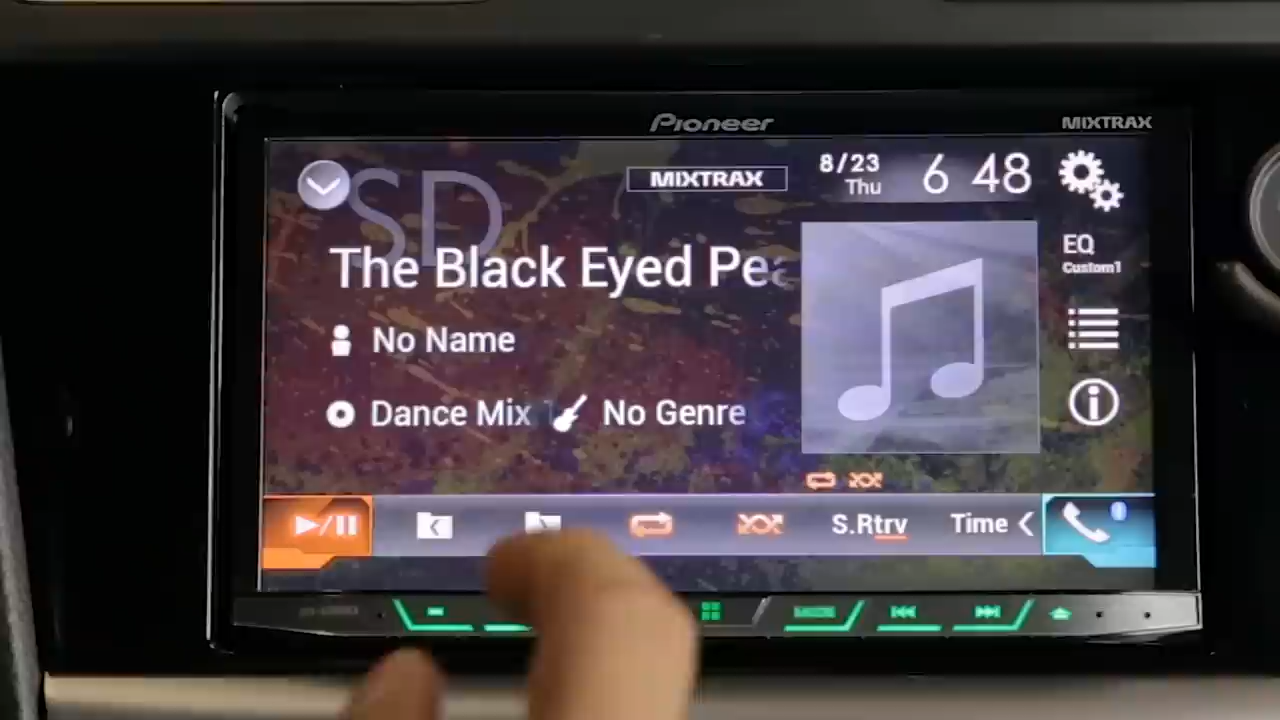 Pioneer
MIXTRAX
SD
MIXTRAX
8/23
Thu
6 48
The Black Eyed Pea
EQ
Custom1
No Name
Dance Mix
No Genre
S.Rtrv
Time
MODE